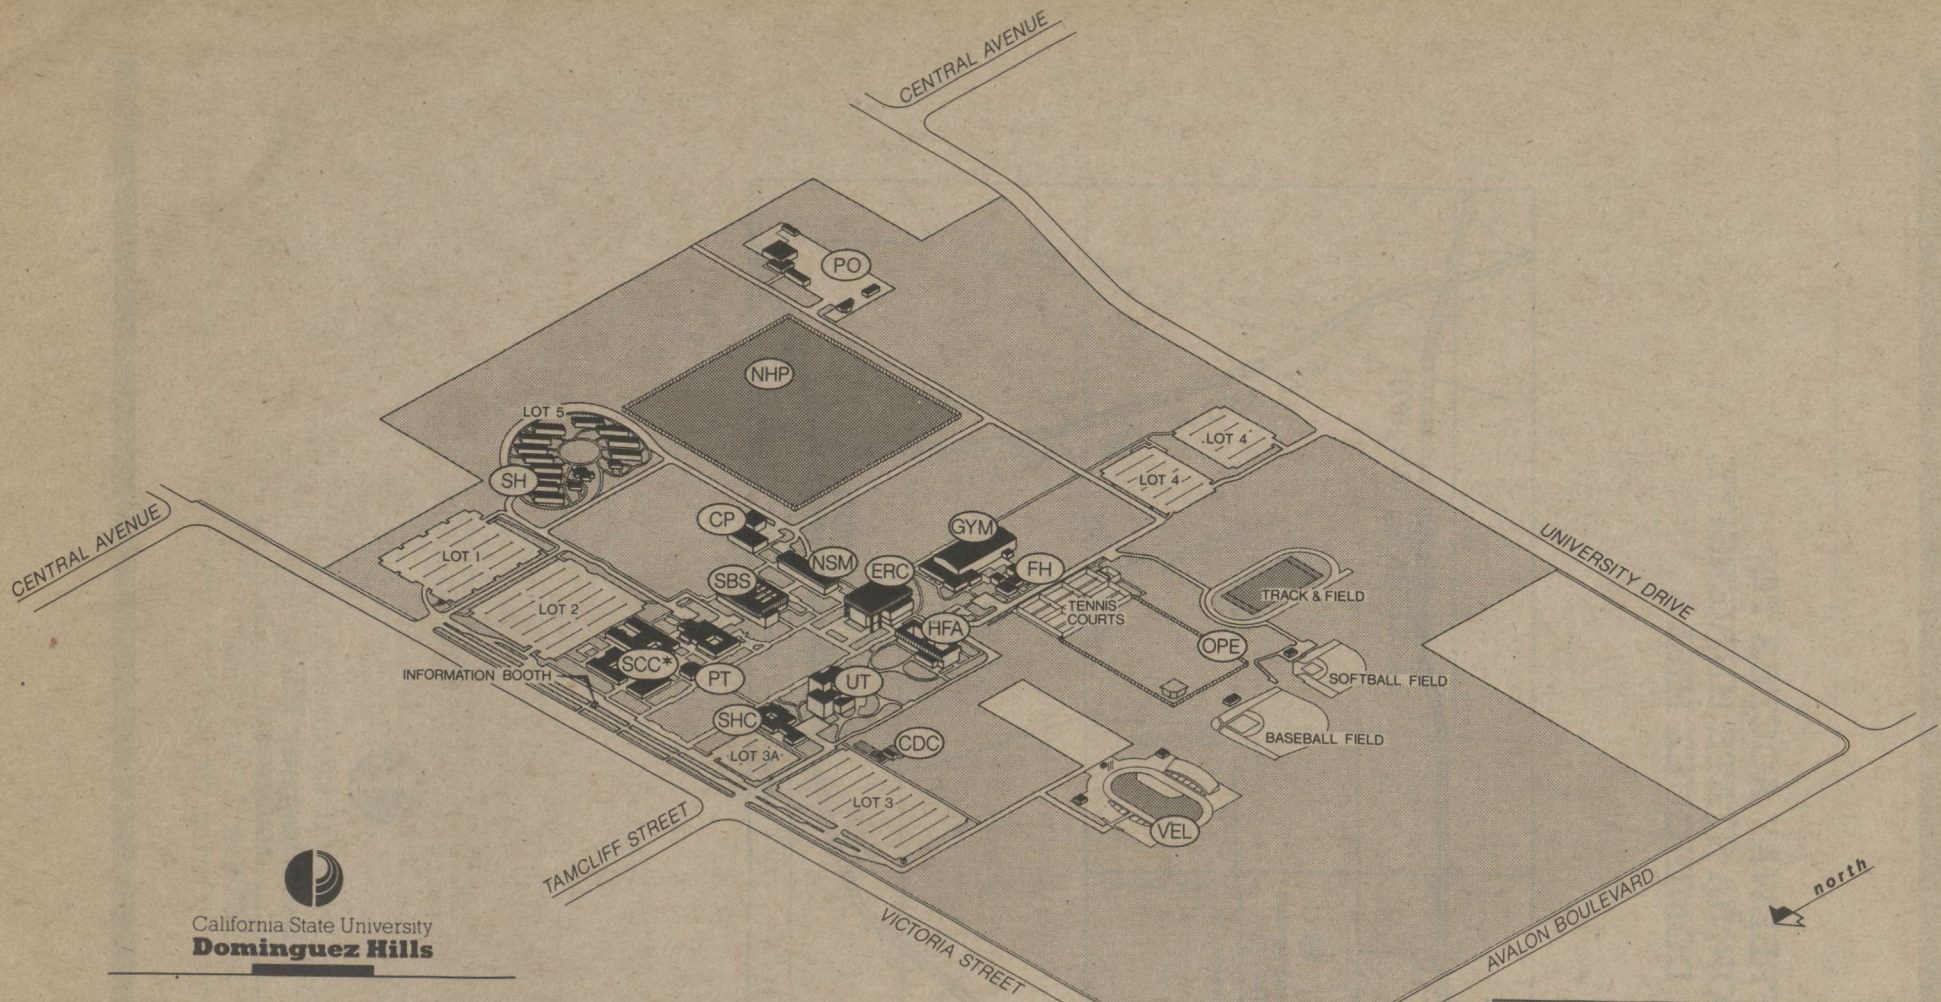 CENTRAL AVENUE
PO
NHP
LOT 5
LOT 4
SH
LOT 4
CENTRAL AVENUE
CP
GYM
UNIVERSITY DRIVE
LOT 1
NSM
ERC
FH
SBS
LOT 2
TRACK & FIELD
TENNIS
COURTS
HFA
OPE
SCC*
INFORMATION BOOTH
PT
UT
SOFTBALL FIELD
SHC
CDC
BASEBALL FIELD
LOT 3A
LOT 3
VEL
TAMCLIFF STREET
north
VICTORIA STREET
AVALON BOULEVARD
California State University
Dominguez Hills